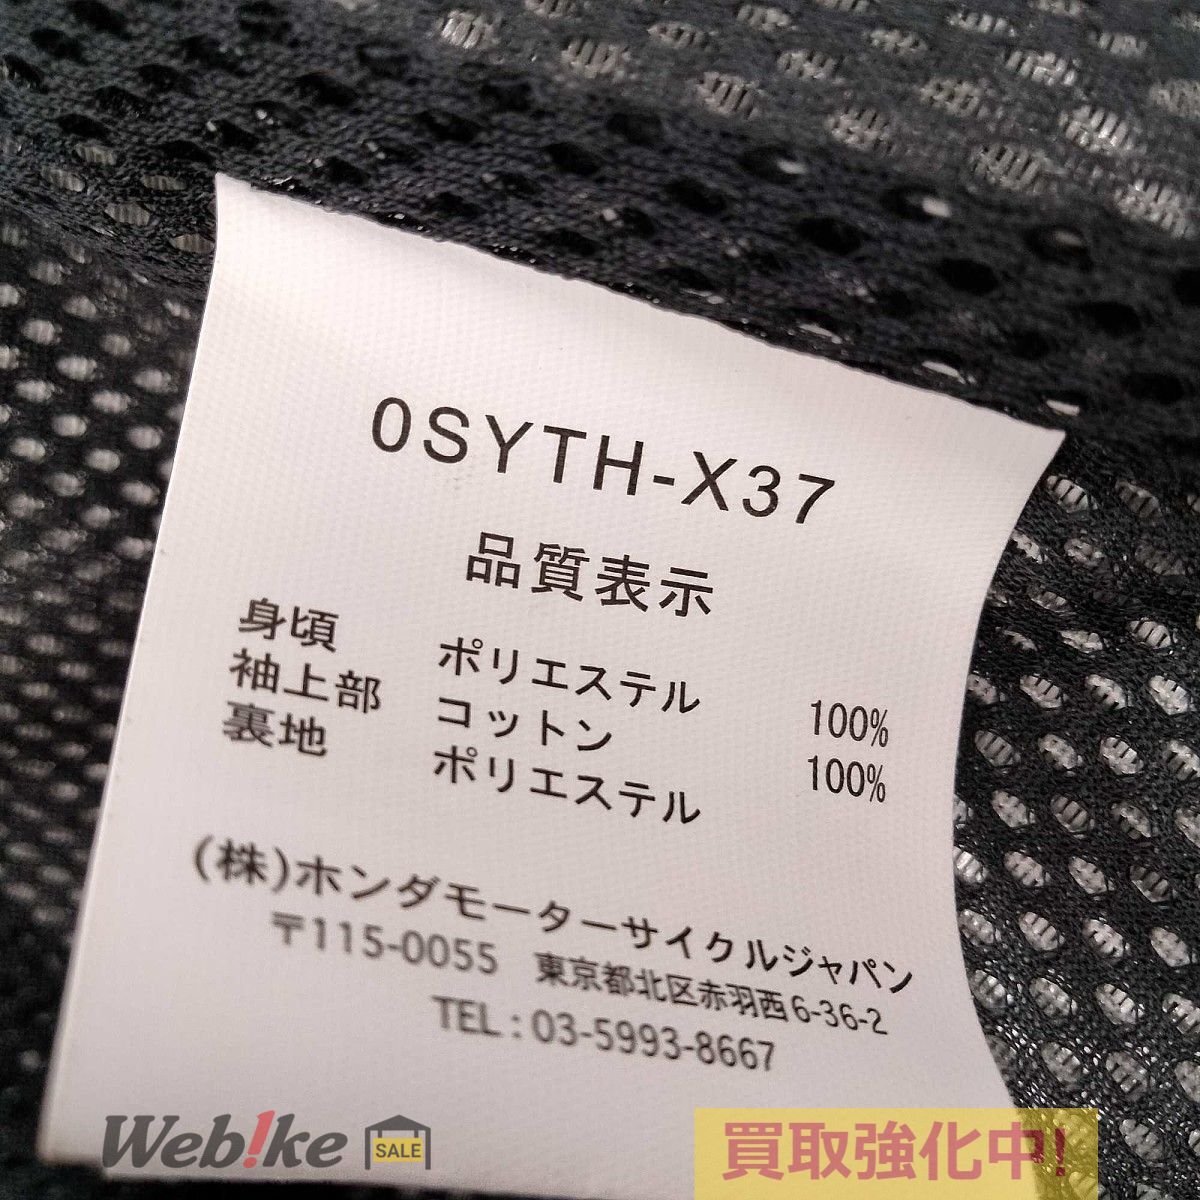 0SYTH-X37
品質表示
身頃 ポリエステル 100%
袖上部 コットン 100%
裏地 ポリエステル
(株)ホンダモーターサイクルジャパン
〒115-0055 東京都北区赤羽西6-36-2
TEL:03-5993-8667
Web!ke SALE
買取強化中!